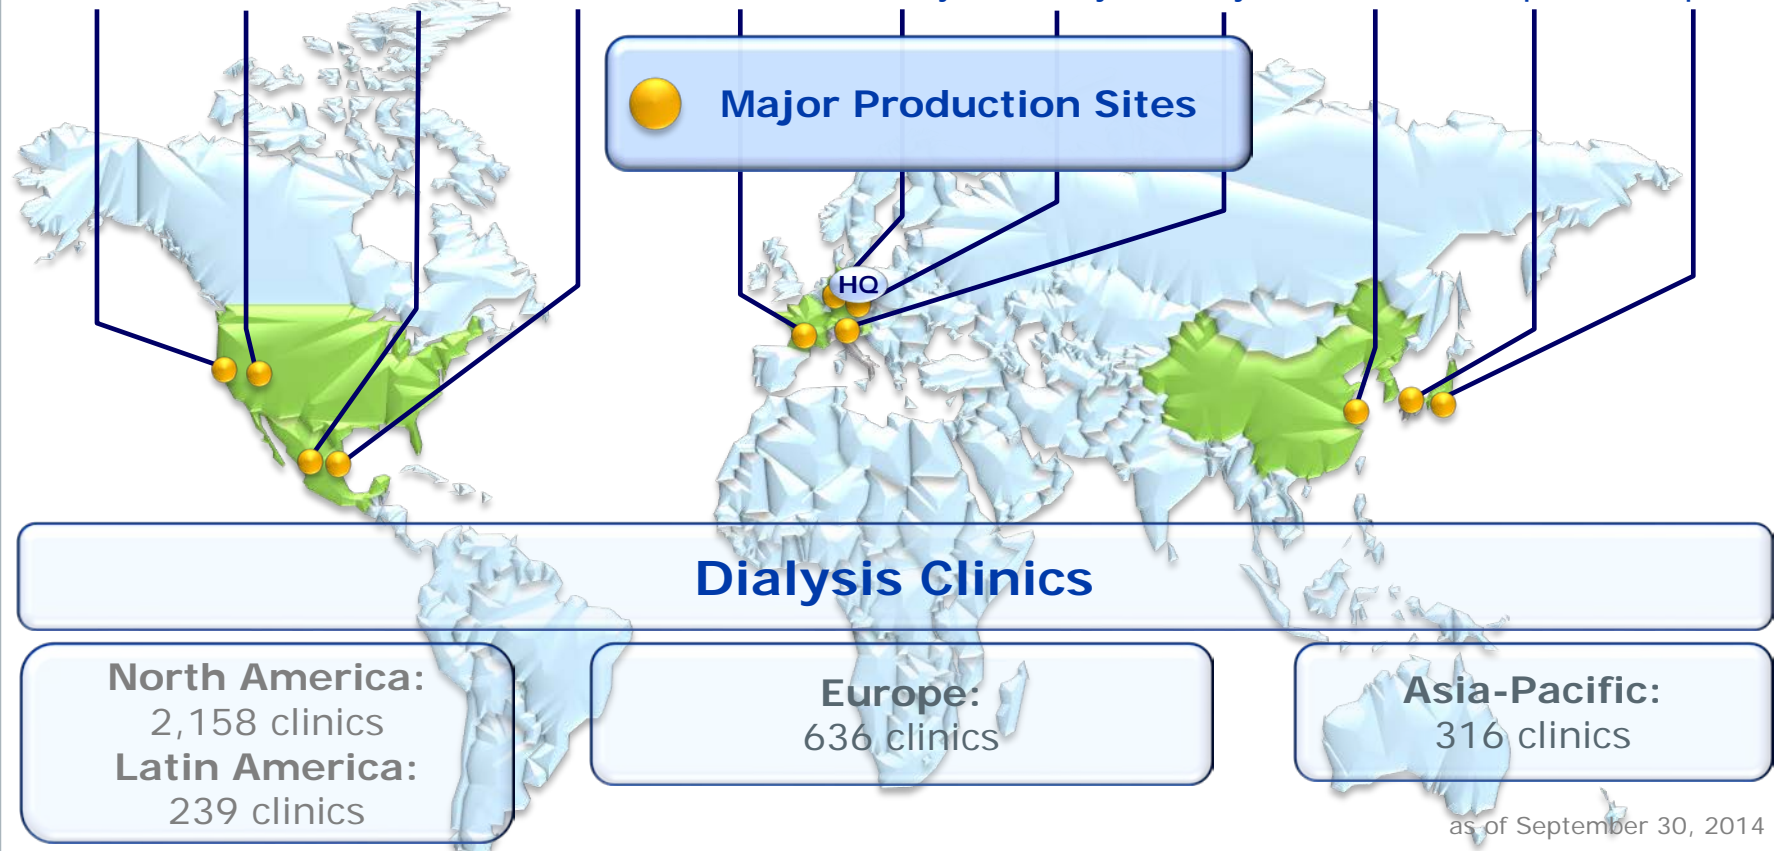 Major Production Sites
HQ
Dialysis Clinics
North America:
2,158 clinics
Latin America:
239 clinics
Europe:
636 clinics
Asia-Pacific:
316 clinics
as of September 30, 2014